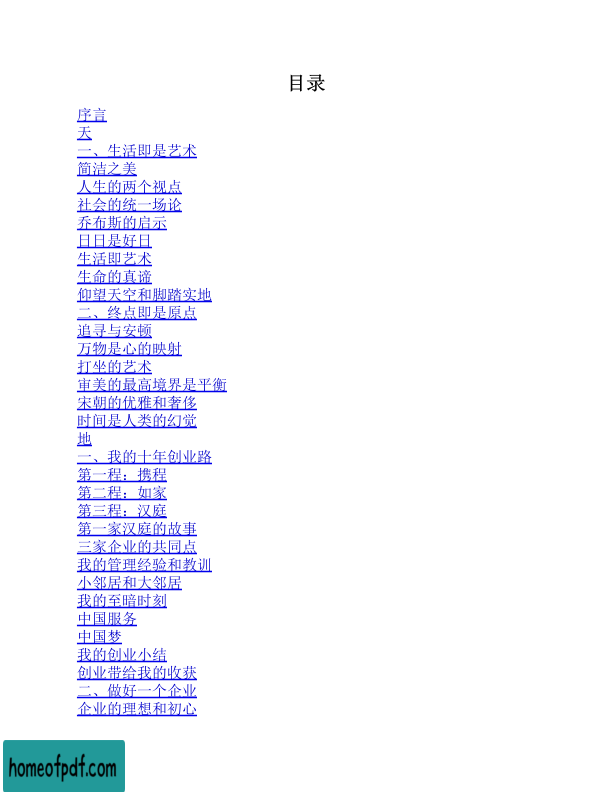 目录
序言
天
一、生活即是艺术
简洁之美
人生的两个视点
社会的统一场论
乔布斯的启示
日日是好日
生活即艺术
生命的真谛
仰望天空和脚踏实地
二、终点即是原点
追寻与安顿
万物是心的映射
打坐的艺术
审美的最高境界是平衡
宋朝的优雅和奢侈
时间是人类的幻觉
地
一、我的十年创业路
第一程：携程
第二程：如家
第三程：汉庭
第一家汉庭的故事
三家企业的共同点
我的管理经验和教训
小邻居和大邻居
我的至暗时刻
中国服务
中国梦
我的创业小结
创业带给我的收获
二、做好一个企业
企业的理想和初心
homeofpdf.com